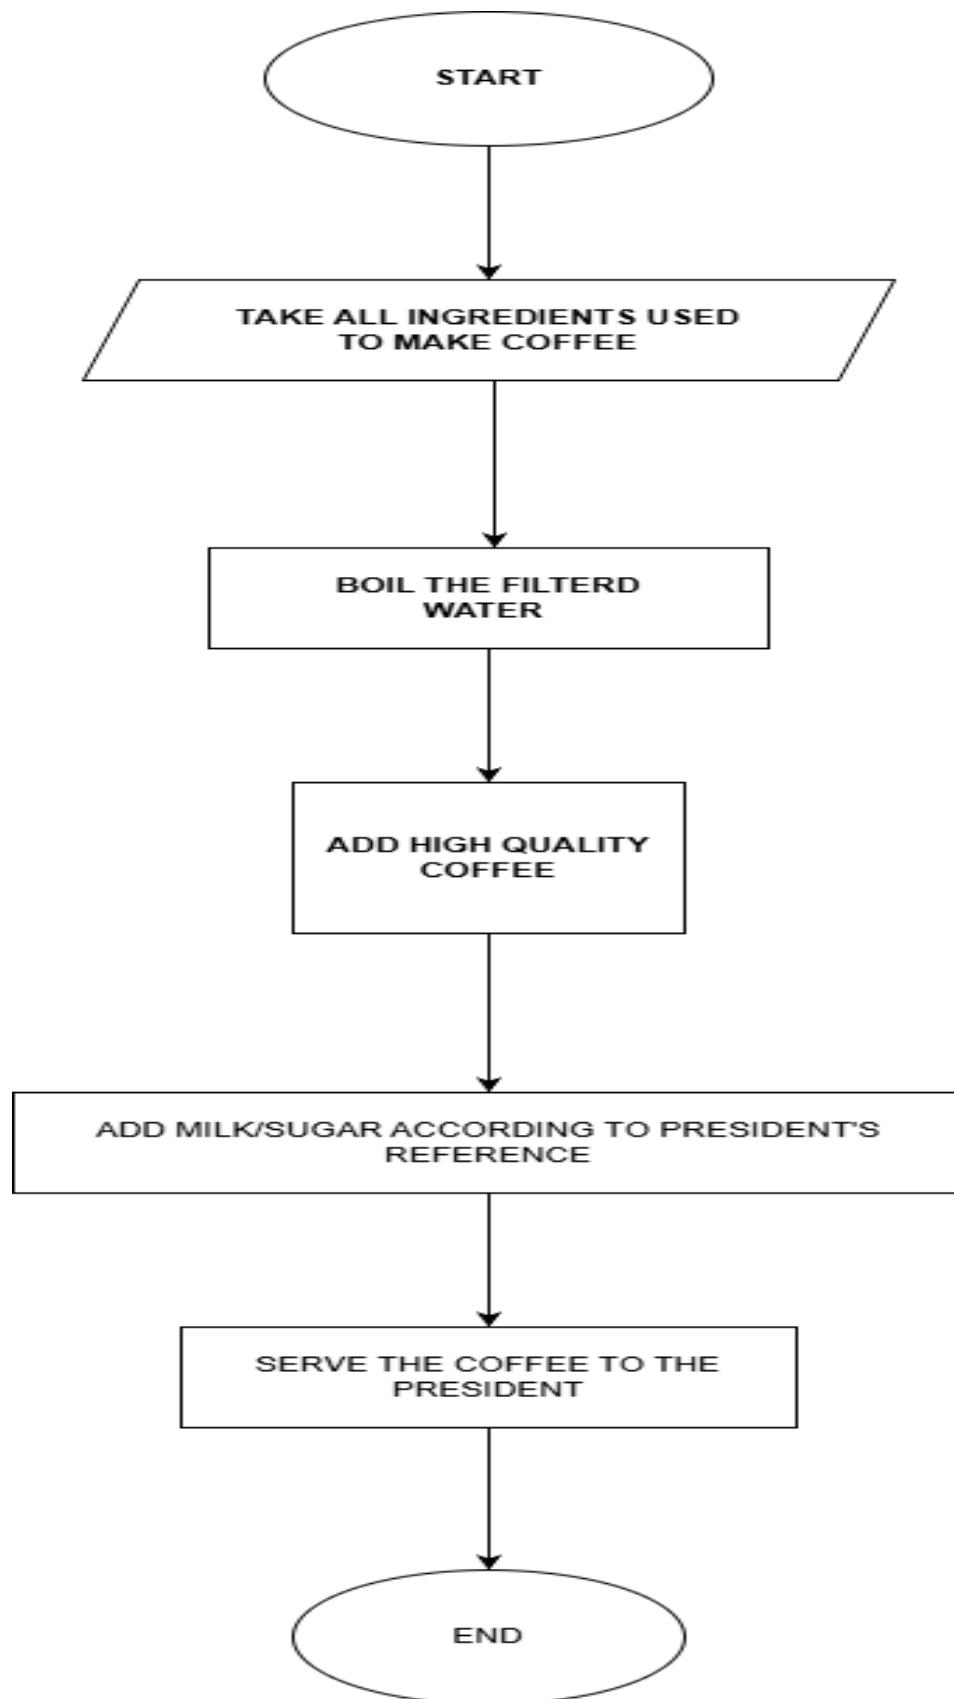 START
TAKE ALL INGREDIENTS USED
TO MAKE COFFEE
BOIL THE FILTERD
WATER
ADD HIGH QUALITY
COFFEE
ADD MILK/SUGAR ACCORDING TO PRESIDENT'S
REFERENCE
SERVE THE COFFEE TO THE
PRESIDENT
END